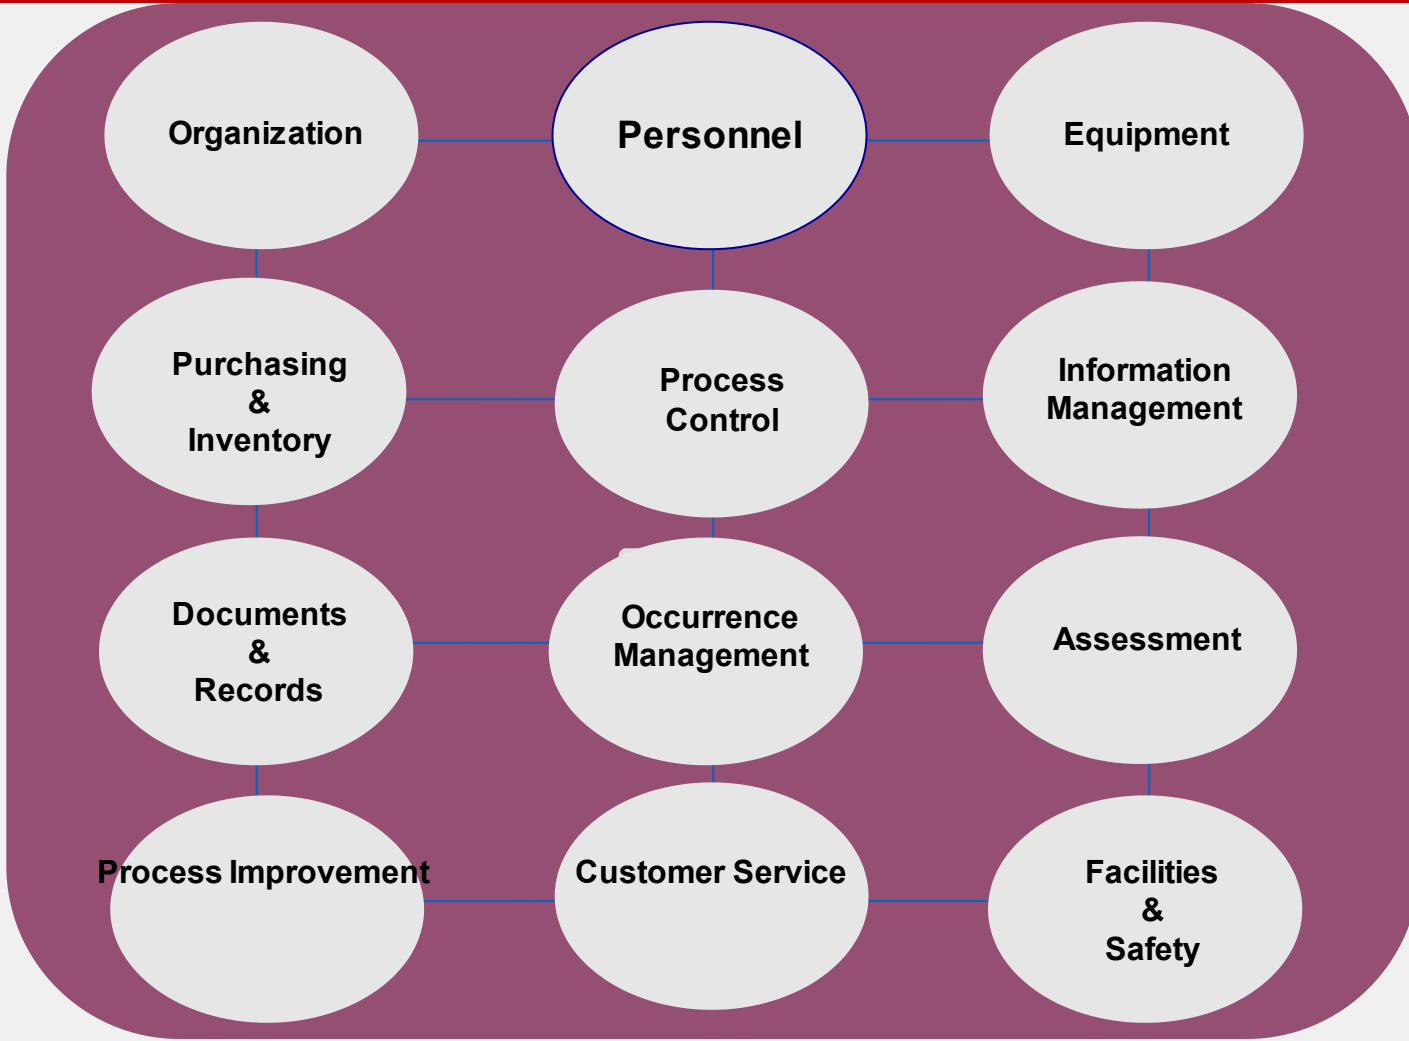 Organization
Personnel
Equipment
Purchasing
&
Inventory
Process
Control
Information
Management
Documents
&
Records
Occurrence
Management
Assessment
Process Improvement
Customer Service
Facilities
&
Safety